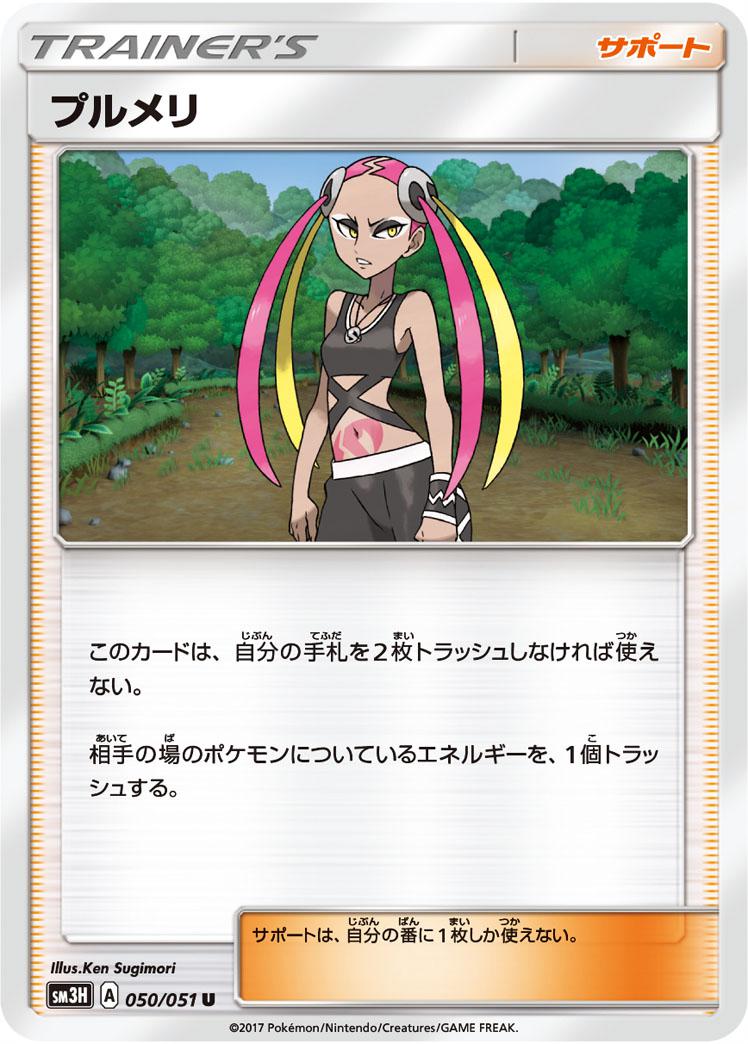 TRAINER'S サポート
プルメリ
このカードは、自分の手札を2枚トラッシュしなければ使え
ない。
相手の場のポケモンについているエネルギーを、1個トラッ
シュする。
サポートは、自分の番に1枚しか使えない。
Illus.Ken Sugimori
SM3H A 050/051 U
©2017 Pokémon/Nintendo/Creatures/GAME FREAK.